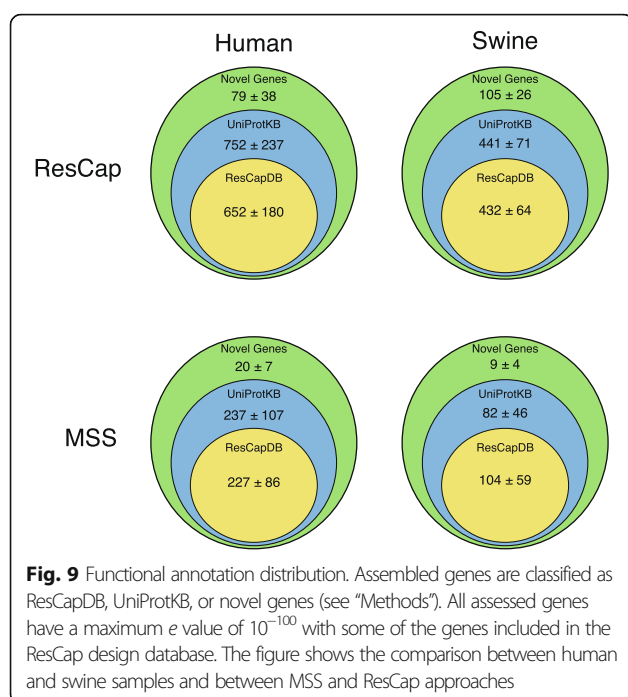 Human
Swine
ResCap
Novel Genes
79 ± 38
UniProtKB
752 ± 237
ResCapDB
652 ± 180
Novel Genes
105 ± 26
UniProtKB
441 ± 71
ResCapDB
432 ± 64
MSS
Novel Genes
20 ± 7
UniProtKB
237 ± 107
ResCapDB
227 ± 86
Novel Genes
9 ± 4
UniProtKB
82 ± 46
ResCapDB
104 ± 59
Fig. 9 Functional annotation distribution. Assembled genes are classified as
ResCapDB, UniProtKB, or novel genes (see “Methods”). All assessed genes
have a maximum e value of 10⁻¹⁰⁰ with some of the genes included in the
ResCap design database. The figure shows the comparison between human
and swine samples and between MSS and ResCap approaches